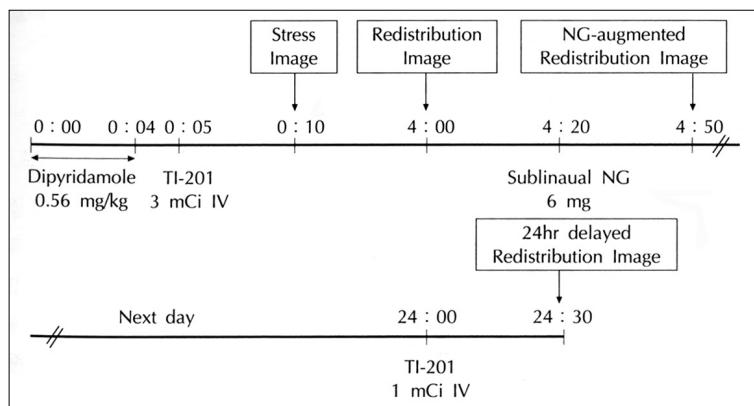 Stress
Image
Redistribution
Image
NG-augmented
Redistribution Image
0 : 00 0 : 04 0 : 05 0 : 10 4 : 00 4 : 20 4 : 50
Dipyridamole
0.56 mg/kg
TI-201
3 mCi IV
Sublinaual NG
6 mg
24hr delayed
Redistribution Image
Next day 24 : 00 24 : 30
TI-201
1 mCi IV